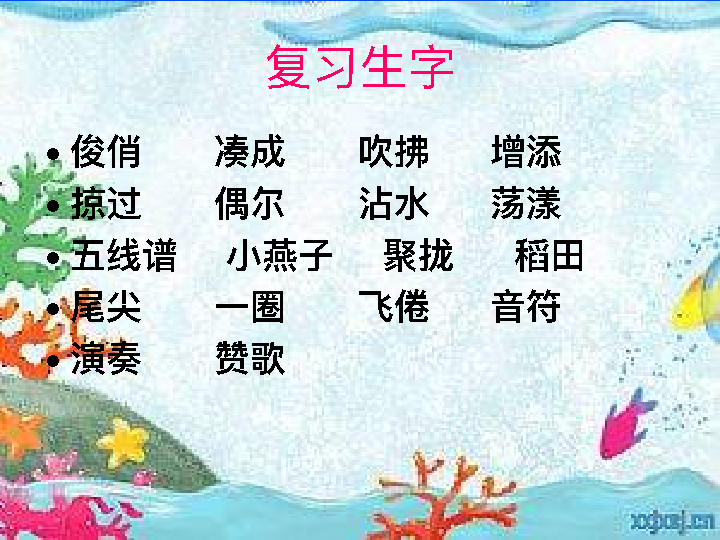 复习生字
• 俊俏 凑成 吹拂 增添
• 掠过 偶尔 沾水 荡漾
• 五线谱 小燕子 聚拢 稻田
• 尾尖 一圈 飞倦 音符
• 演奏 赞歌